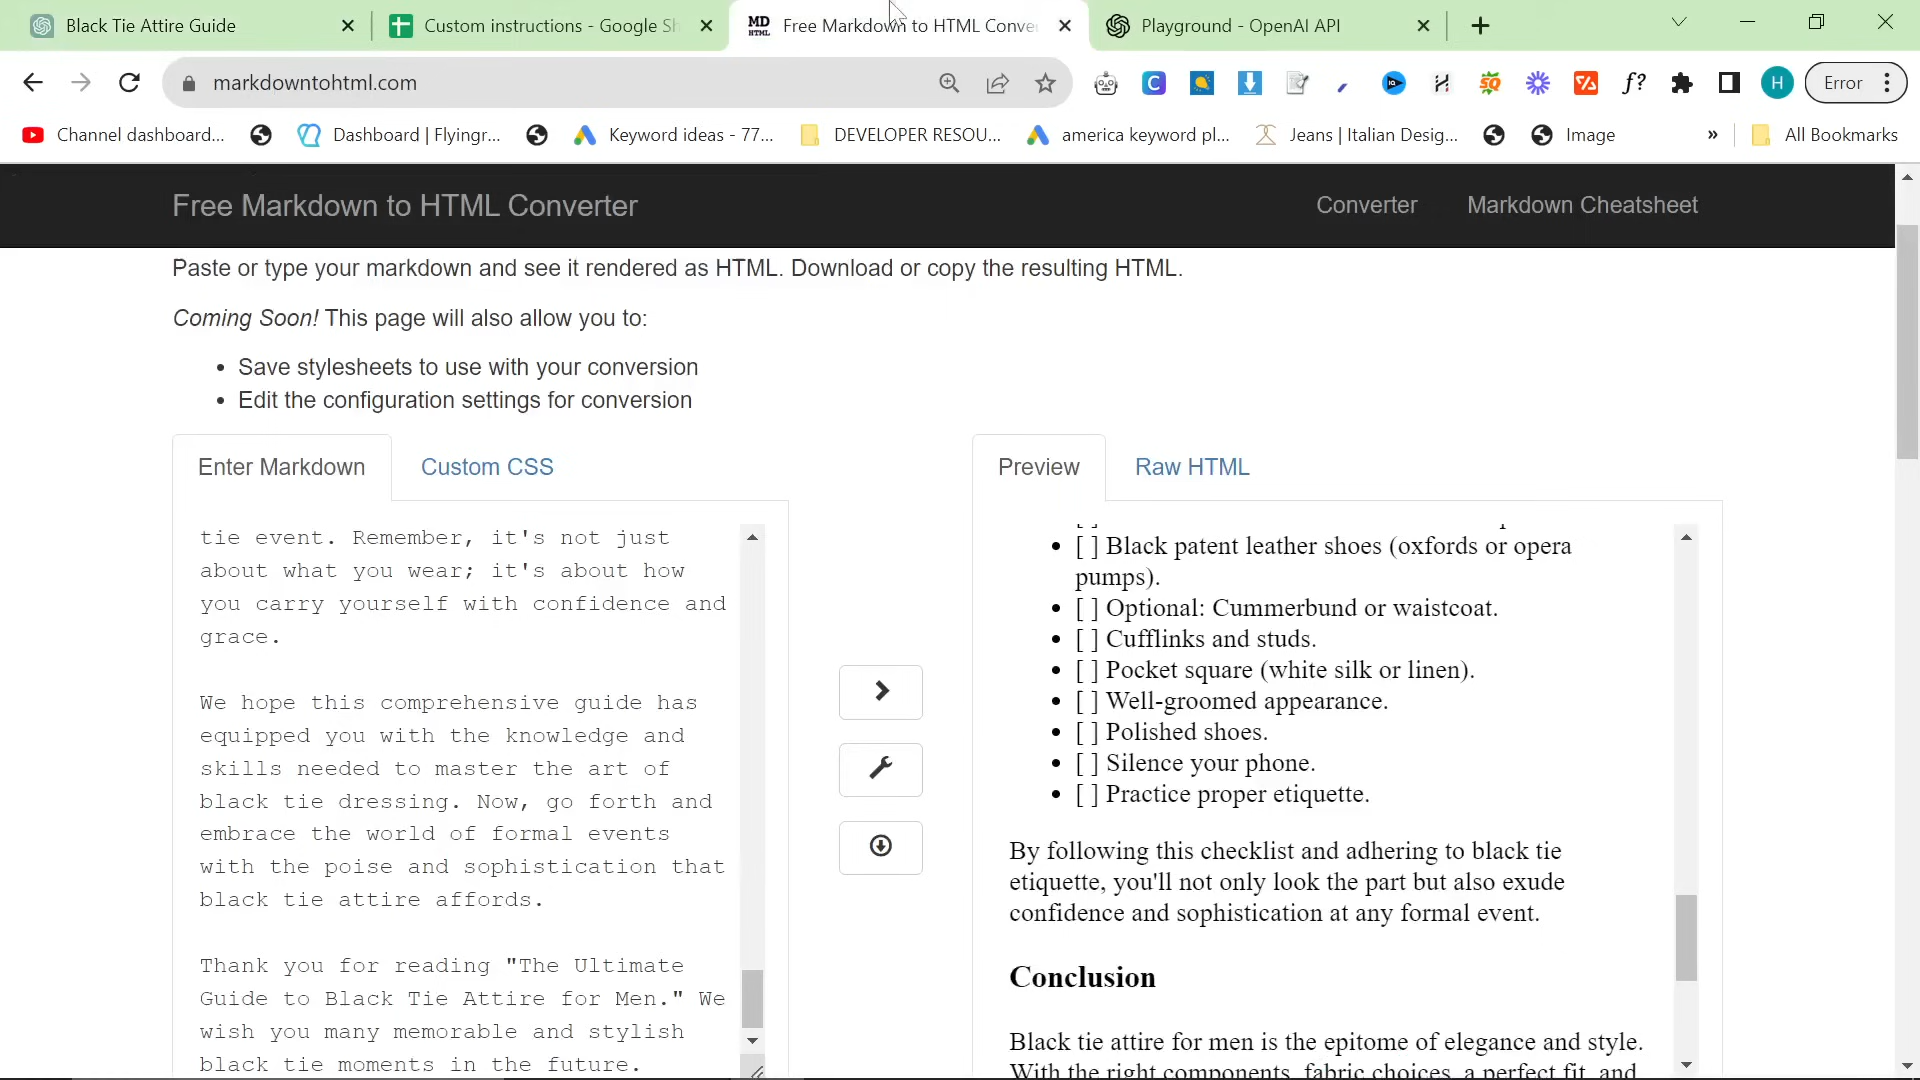 Black Tie Attire Guide
Custom instructions - Google Sh
Free Markdown to HTML Conve
Playground - OpenAI API
markdowntohtml.com
Error
Channel dashboard...
Dashboard | Flyingr...
Keyword ideas - 77...
DEVELOPER RESOU...
america keyword pl...
Jeans | Italian Desig...
Image
»
All Bookmarks
Free Markdown to HTML Converter
Converter
Markdown Cheatsheet
Paste or type your markdown and see it rendered as HTML. Download or copy the resulting HTML.
Coming Soon! This page will also allow you to:
• Save stylesheets to use with your conversion
• Edit the configuration settings for conversion
Enter Markdown
Custom CSS
tie event. Remember, it's not just
about what you wear; it's about how
you carry yourself with confidence and
grace.
We hope this comprehensive guide has
equipped you with the knowledge and
skills needed to master the art of
black tie dressing. Now, go forth and
embrace the world of formal events
with the poise and sophistication that
black tie attire affords.
Thank you for reading "The Ultimate
Guide to Black Tie Attire for Men." We
wish you many memorable and stylish
black tie moments in the future.
Preview
Raw HTML
• [ ] Black patent leather shoes (oxfords or opera
pumps).
• [ ] Optional: Cummerbund or waistcoat.
• [ ] Cufflinks and studs.
• [ ] Pocket square (white silk or linen).
• [ ] Well-groomed appearance.
• [ ] Polished shoes.
• [ ] Silence your phone.
• [ ] Practice proper etiquette.
By following this checklist and adhering to black tie
etiquette, you'll not only look the part but also exude
confidence and sophistication at any formal event.
Conclusion
Black tie attire for men is the epitome of elegance and style.
With the right components, fabric choices, a perfect fit, and